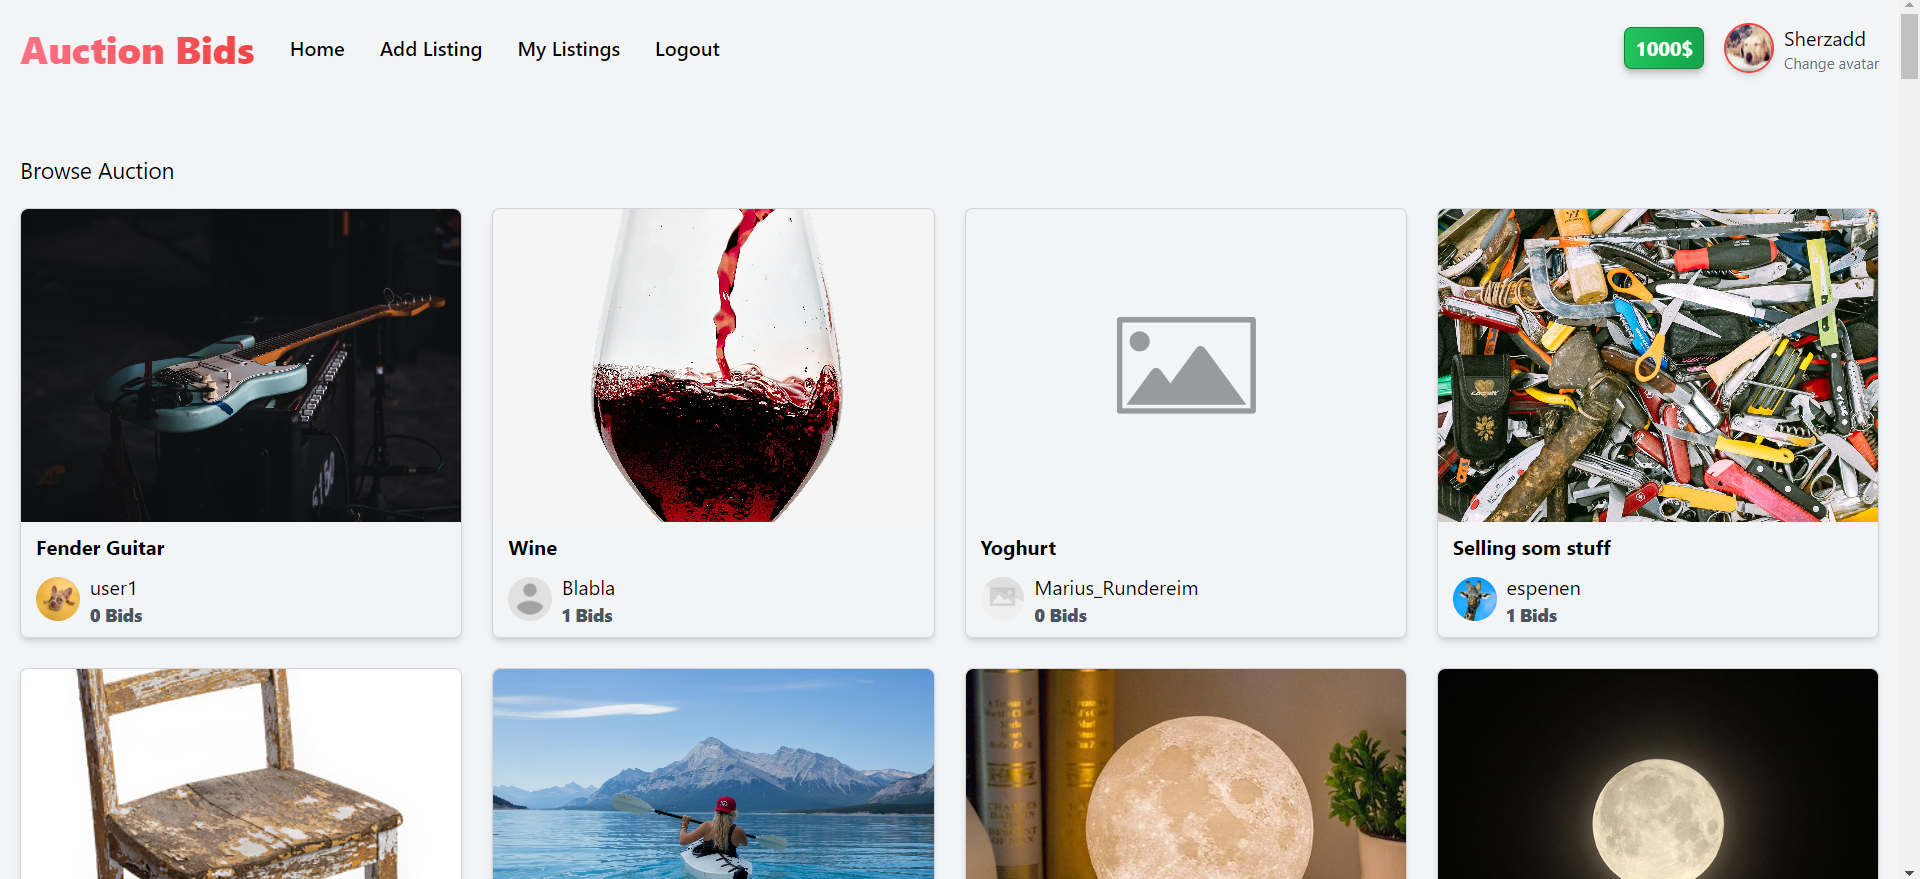 Auction Bids
Home
Add Listing
My Listings
Logout
1000$
Sherzadd
Change avatar
Browse Auction
Fender Guitar
user1
0 Bids
Wine
Blabla
1 Bids
Yoghurt
Marius_Rundereim
0 Bids
Selling som stuff
espenen
1 Bids